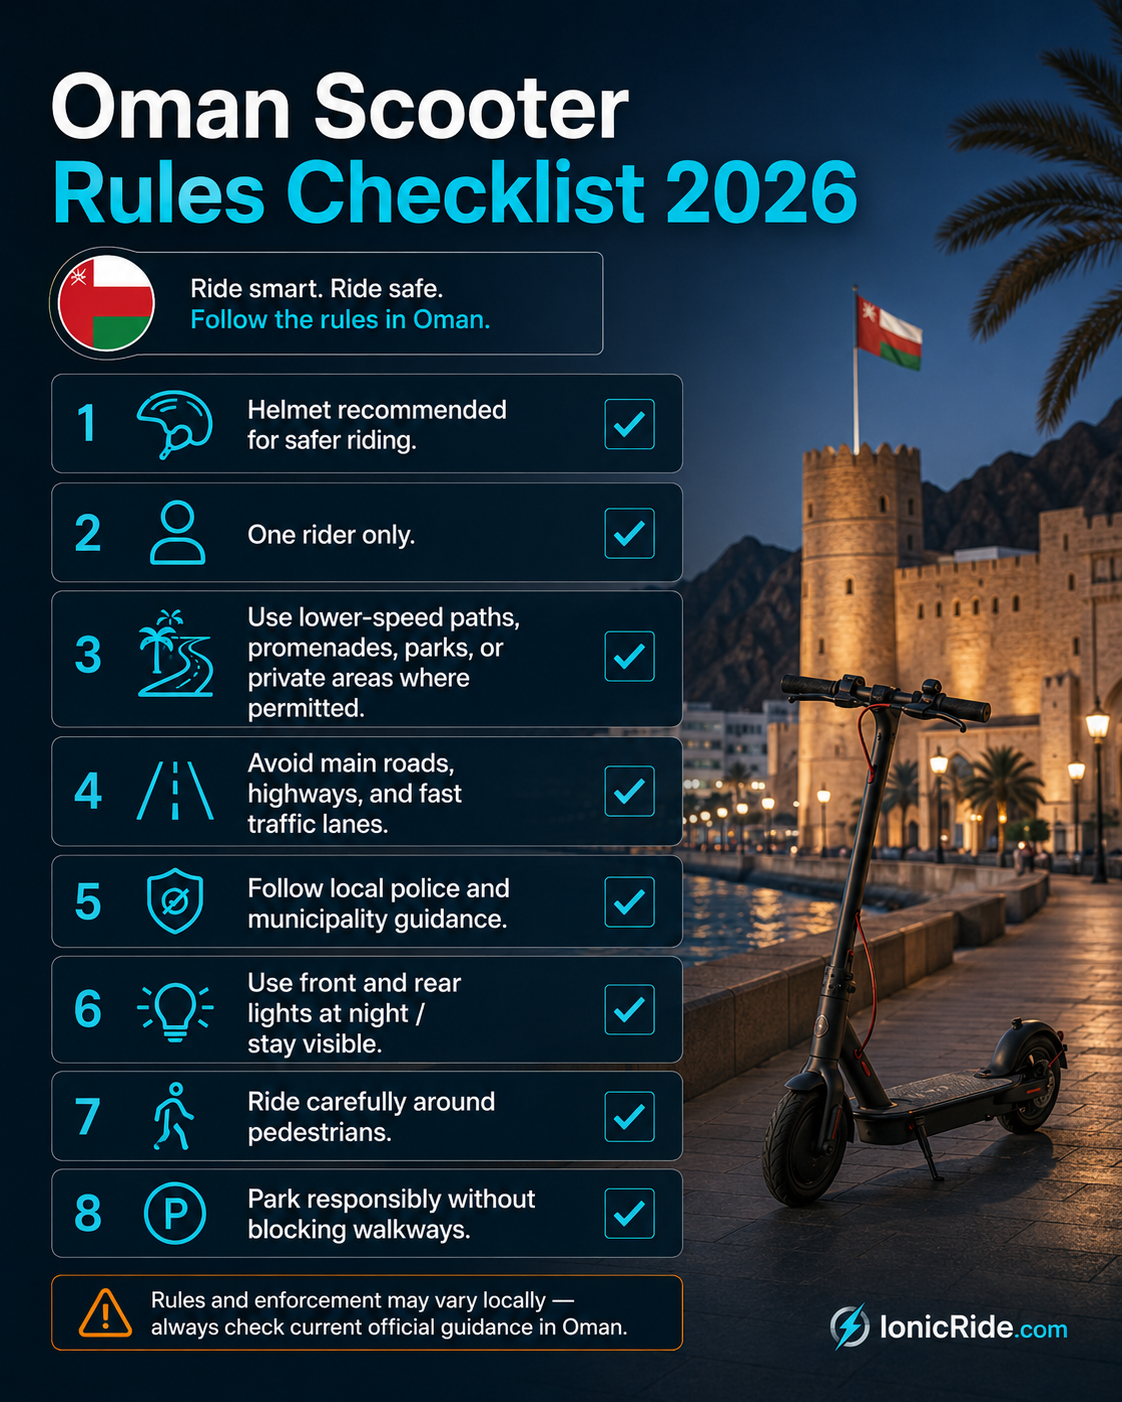 Oman Scooter
Rules Checklist 2026
Ride smart. Ride safe.
Follow the rules in Oman.
1
Helmet recommended
for safer riding.
2
One rider only.
3
Use lower-speed paths,
promenades, parks, or
private areas where
permitted.
4
Avoid main roads,
highways, and fast
traffic lanes.
5
Follow local police and
municipality guidance.
6
Use front and rear
lights at night /
stay visible.
7
Ride carefully around
pedestrians.
8
P
Park responsibly without
blocking walkways.
Rules and enforcement may vary locally —
always check current official guidance in Oman.
IonicRide.com